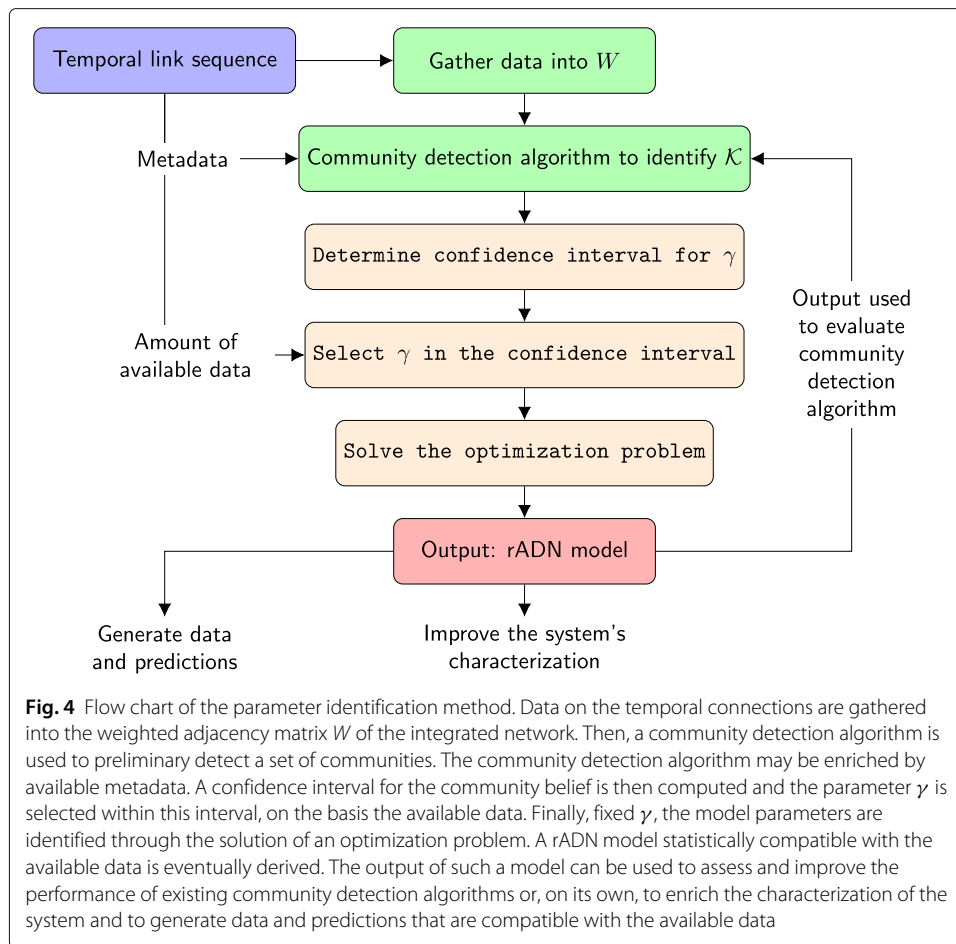 Temporal link sequence
Gather data into W
Metadata
Community detection algorithm to identify K
Determine confidence interval for γ
Output used
to evaluate
community
detection
algorithm
Amount of
available data
Select γ in the confidence interval
Solve the optimization problem
Output: rADN model
Generate data
and predictions
Improve the system's
characterization
Fig. 4 Flow chart of the parameter identification method. Data on the temporal connections are gathered
into the weighted adjacency matrix W of the integrated network. Then, a community detection algorithm is
used to preliminary detect a set of communities. The community detection algorithm may be enriched by
available metadata. A confidence interval for the community belief is then computed and the parameter γ is
selected within this interval, on the basis the available data. Finally, fixed γ, the model parameters are
identified through the solution of an optimization problem. A rADN model statistically compatible with the
available data is eventually derived. The output of such a model can be used to assess and improve the
performance of existing community detection algorithms or, on its own, to enrich the characterization of the
system and to generate data and predictions that are compatible with the available data